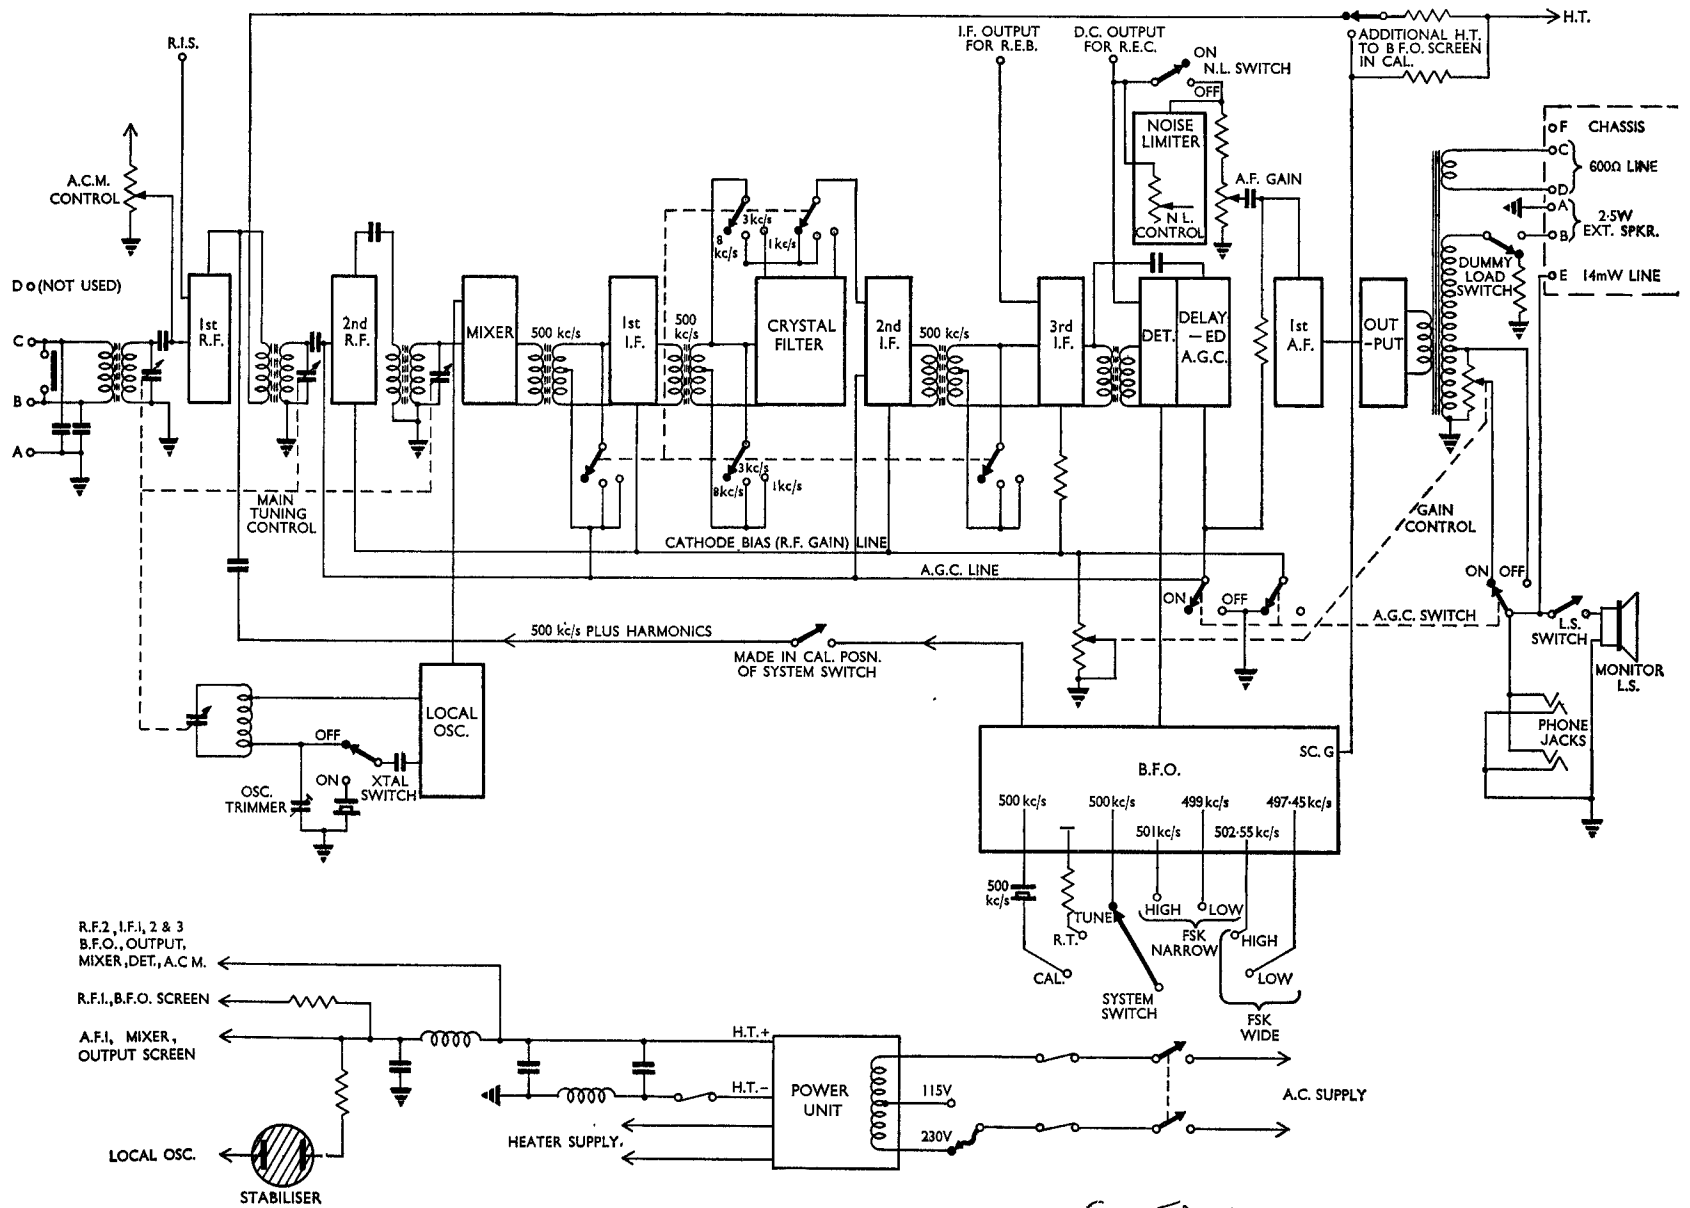 H.T.
ADDITIONAL H.T.
TO B F.O. SCREEN
IN CAL.
R.I.S.
I.F. OUTPUT
FOR R.E.B.
D.C. OUTPUT
FOR R.E.C.
ON
N.L. SWITCH
OFF
NOISE
LIMITER
N L.
CONTROL
A.F. GAIN
F
CHASSIS
C
600Ω LINE
D
A
2·5W
EXT. SPKR.
B
E
14mW LINE
DUMMY
LOAD
SWITCH
A.C.M.
CONTROL
D (NOT USED)
C
B
A
1st
R.F.
2nd
R.F.
MIXER
500 kc/s
1st
I.F.
500
kc/s
8
kc/s
3kc/s
1kc/s
CRYSTAL
FILTER
2nd
I.F.
500 kc/s
3rd
I.F.
DET.
DELAY
-ED
A.G.C.
1st
A.F.
OUT
-PUT
8kc/s
3kc/s
1kc/s
MAIN
TUNING
CONTROL
CATHODE BIAS (R.F. GAIN) LINE
A.G.C. LINE
GAIN
CONTROL
ON
OFF
ON
OFF
A.G.C. SWITCH
L.S.
SWITCH
MONITOR
L.S.
PHONE
JACKS
500 kc/s PLUS HARMONICS
MADE IN CAL. POSN.
OF SYSTEM SWITCH
LOCAL
OSC.
OFF
ON
XTAL
SWITCH
OSC.
TRIMMER
SC. G
B.F.O.
500 kc/s
500 kc/s
499 kc/s
497·45 kc/s
501 kc/s
502·55 kc/s
500
kc/s
R.T.
TUNE
HIGH
LOW
FSK
NARROW
HIGH
LOW
FSK
WIDE
CAL.
SYSTEM
SWITCH
R.F.2, I.F.1, 2 & 3
B.F.O., OUTPUT,
MIXER, DET., A.C M.
R.F.I., B.F.O. SCREEN
A.F.I, MIXER,
OUTPUT SCREEN
LOCAL OSC.
STABILISER
H.T.+
H.T.-
HEATER SUPPLY.
POWER
UNIT
115V
230V
A.C. SUPPLY